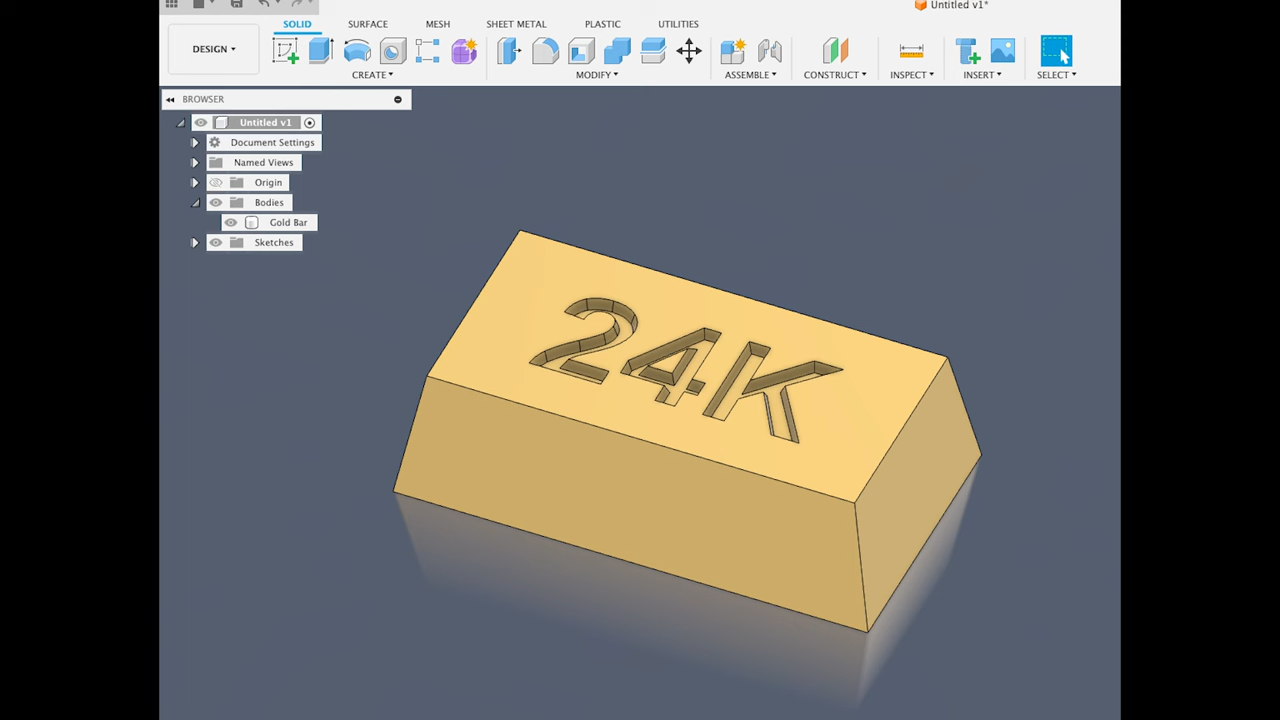 Untitled v1*
SOLID SURFACE MESH SHEET METAL PLASTIC UTILITIES
DESIGN
CREATE MODIFY ASSEMBLE CONSTRUCT INSPECT INSERT SELECT
BROWSER
Untitled v1
Document Settings
Named Views
Origin
Bodies
Gold Bar
Sketches
24K